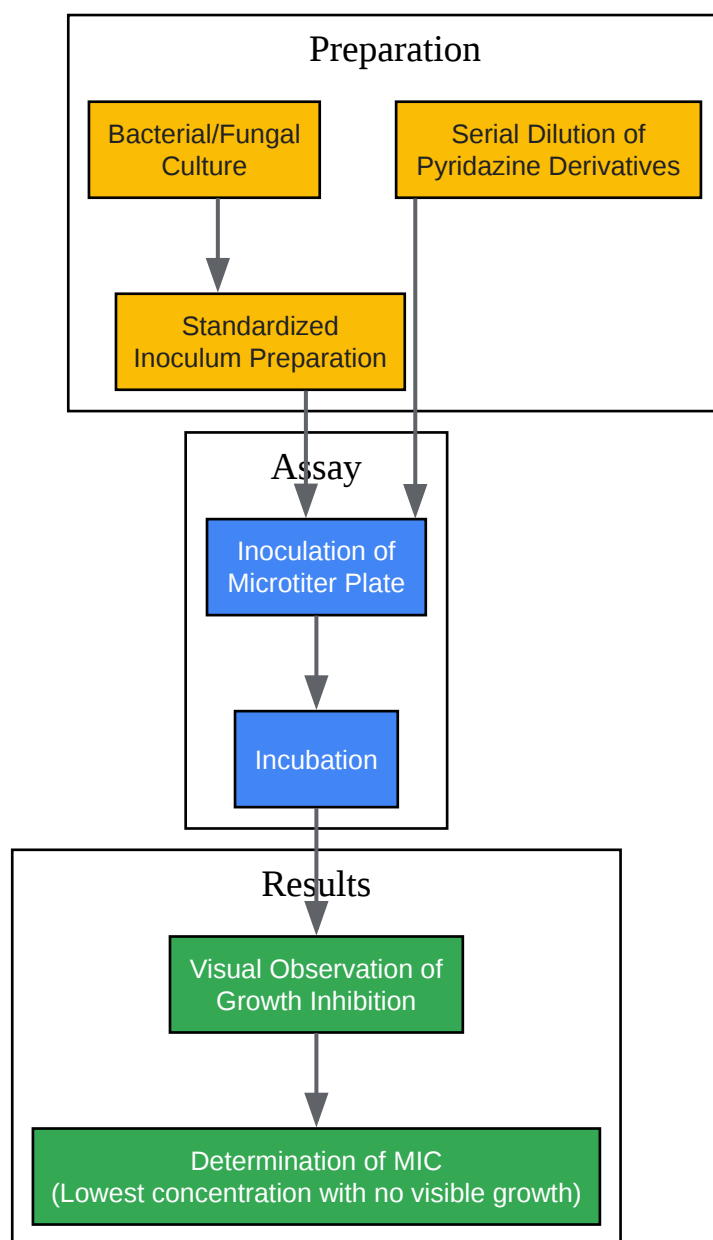 Preparation
Bacterial/Fungal
Culture
Serial Dilution of
Pyridazine Derivatives
Standardized
Inoculum Preparation
Assay
Inoculation of
Microtiter Plate
Incubation
Results
Visual Observation of
Growth Inhibition
Determination of MIC
(Lowest concentration with no visible growth)